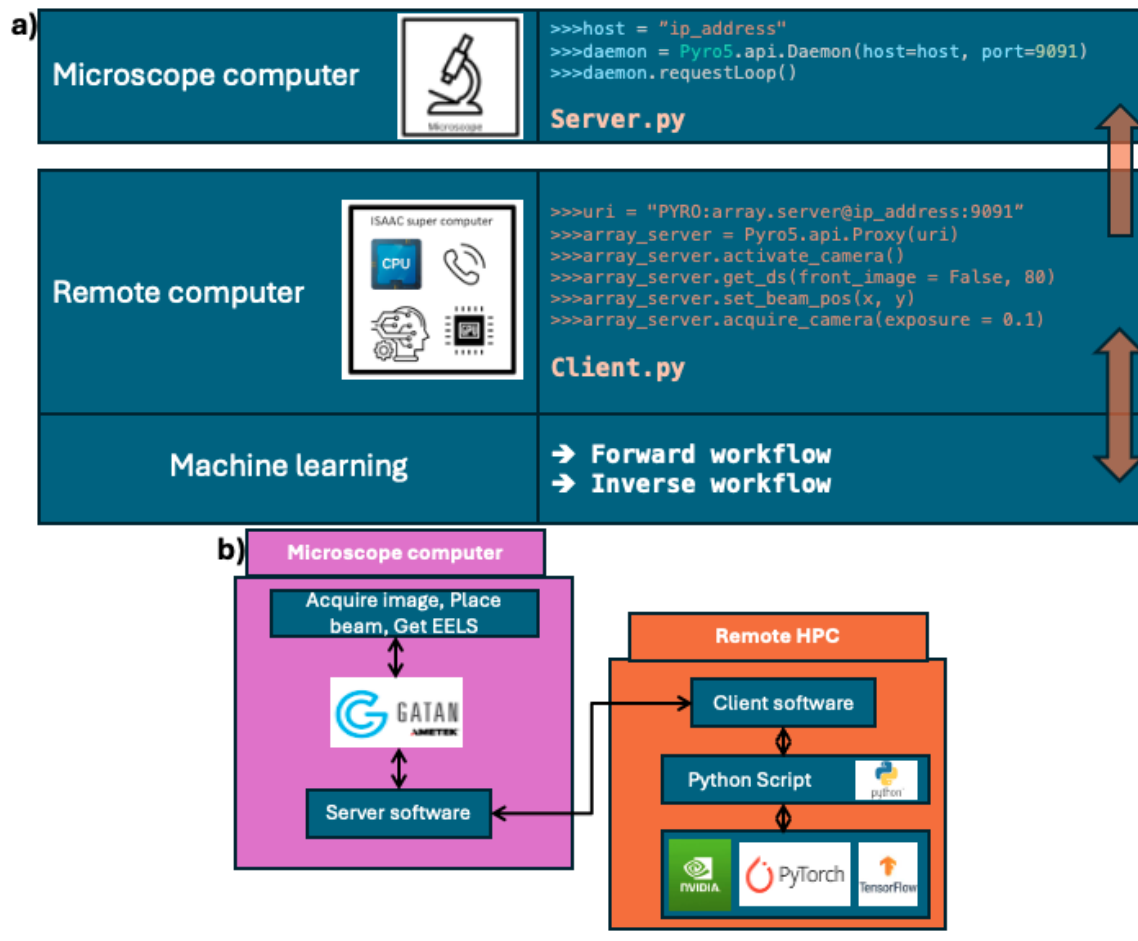 a)
Microscope computer
Microscope
>>>host = ”ip_address"
>>>daemon = Pyro5.api.Daemon(host=host, port=9091)
>>>daemon.requestLoop()
Server.py
Remote computer
ISAAC super computer
CPU
GPU
>>>uri = "PYRO:array.server@ip_address:9091”
>>>array_server = Pyro5.api.Proxy(uri)
>>>array_server.activate_camera()
>>>array_server.get_ds(front_image = False, 80)
>>>array_server.set_beam_pos(x, y)
>>>array_server.acquire_camera(exposure = 0.1)
Client.py
Machine learning
➔ Forward workflow
➔ Inverse workflow
b)
Microscope computer
Acquire image, Place
beam, Get EELS
GATAN
AMETEK
Server software
Remote HPC
Client software
Python Script
python
NVIDIA
PyTorch
TensorFlow